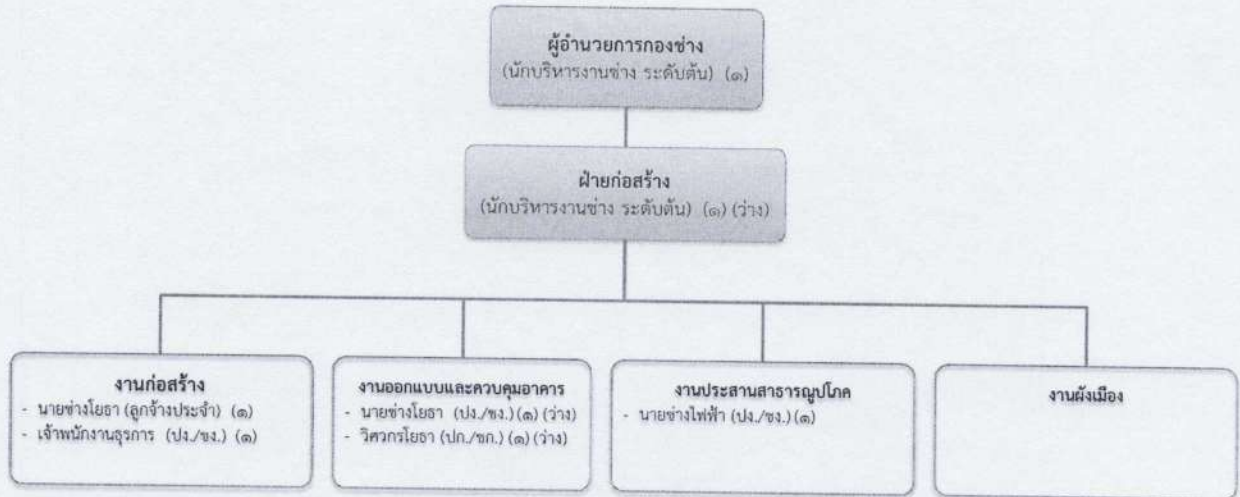 ผู้อำนวยการกองช่าง
(นักบริหารงานช่าง ระดับต้น) (๑)
ฝ่ายก่อสร้าง
(นักบริหารงานช่าง ระดับต้น) (๑) (ว่าง)
งานก่อสร้าง
- นายช่างโยธา (ลูกจ้างประจำ) (๑)
- เจ้าพนักงานธุรการ (ปง./ชง.) (๑)
งานออกแบบและควบคุมอาคาร
- นายช่างโยธา (ปง./ชง.) (๑) (ว่าง)
- วิศวกรโยธา (ปก./ชก.) (๑) (ว่าง)
งานประสานสาธารณูปโภค
- นายช่างไฟฟ้า (ปง./ชง.) (๑)
งานผังเมือง